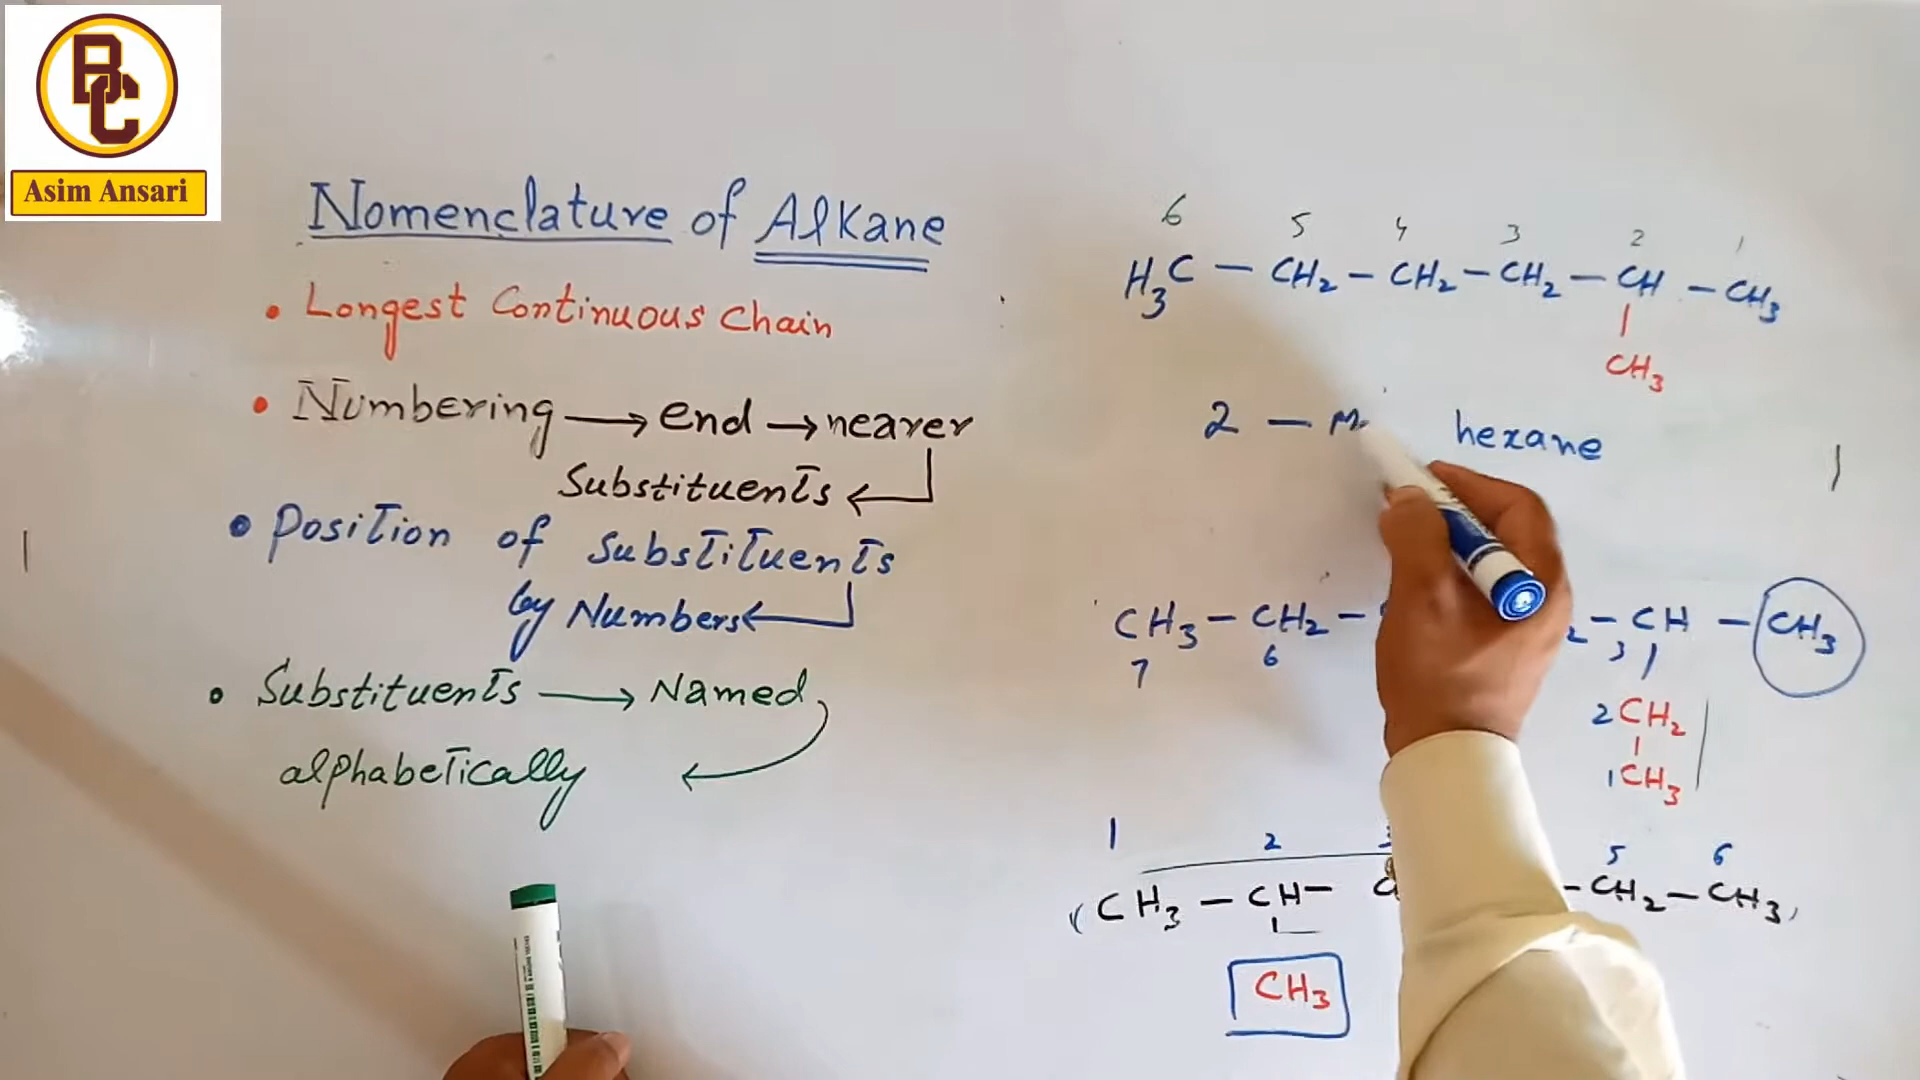 BC
Asim Ansari
Nomenclature of Alkane
• Longest Continuous Chain
• Numbering → end → nearer
Substituents ←
• Position of Substituents
by Numbers ←
• Substituents → Named
alphabetically ←
6 5 4 3 2 1
H3C – CH2 – CH2 – CH2 – CH – CH3
CH3
2 – M hexane
CH3 – CH2 – 2 – CH – CH3
7 6 3
2 CH2
1 CH3
1 2 5 6
CH3 – CH – – CH2 – CH3
CH3